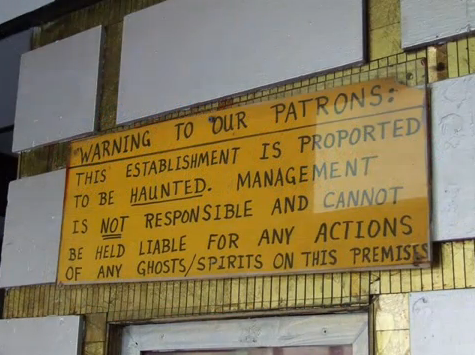 WARNING TO OUR PATRONS:
THIS ESTABLISHMENT IS PROPORTED
TO BE HAUNTED. MANAGEMENT
IS NOT RESPONSIBLE AND CANNOT
BE HELD LIABLE FOR ANY ACTIONS
OF ANY GHOSTS/SPIRITS ON THIS PREMISES